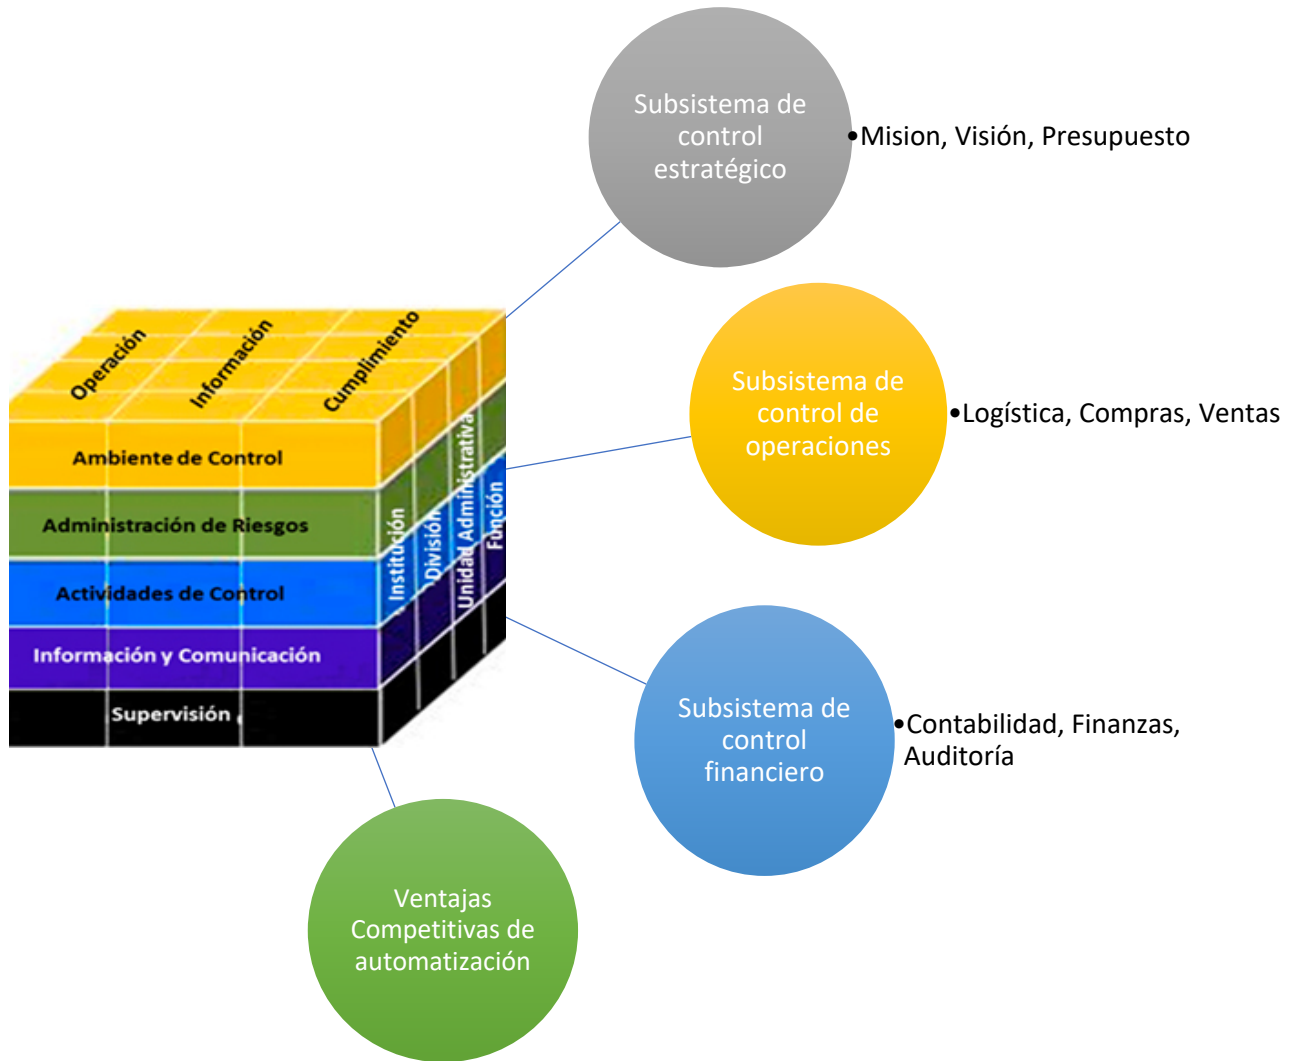 Subsistema de
control
estratégico
•Mision, Visión, Presupuesto
Operación
Información
Cumplimiento
Ambiente de Control
Administración de Riesgos
Actividades de Control
Información y Comunicación
Supervisión
Institución
División
Unidad Administrativa
Función
Subsistema de
control de
operaciones
•Logística, Compras, Ventas
Subsistema de
control
financiero
•Contabilidad, Finanzas,
Auditoría
Ventajas
Competitivas de
automatización